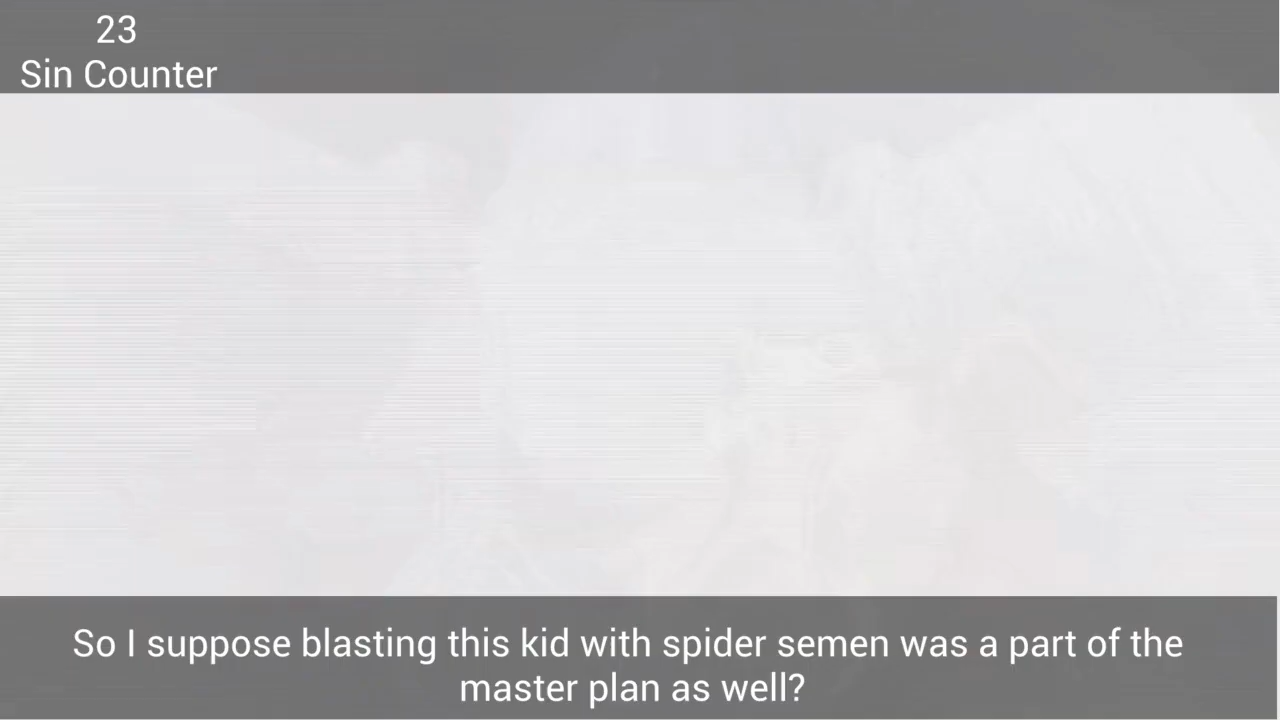 23
Sin Counter
So I suppose blasting this kid with spider semen was a part of the
master plan as well?